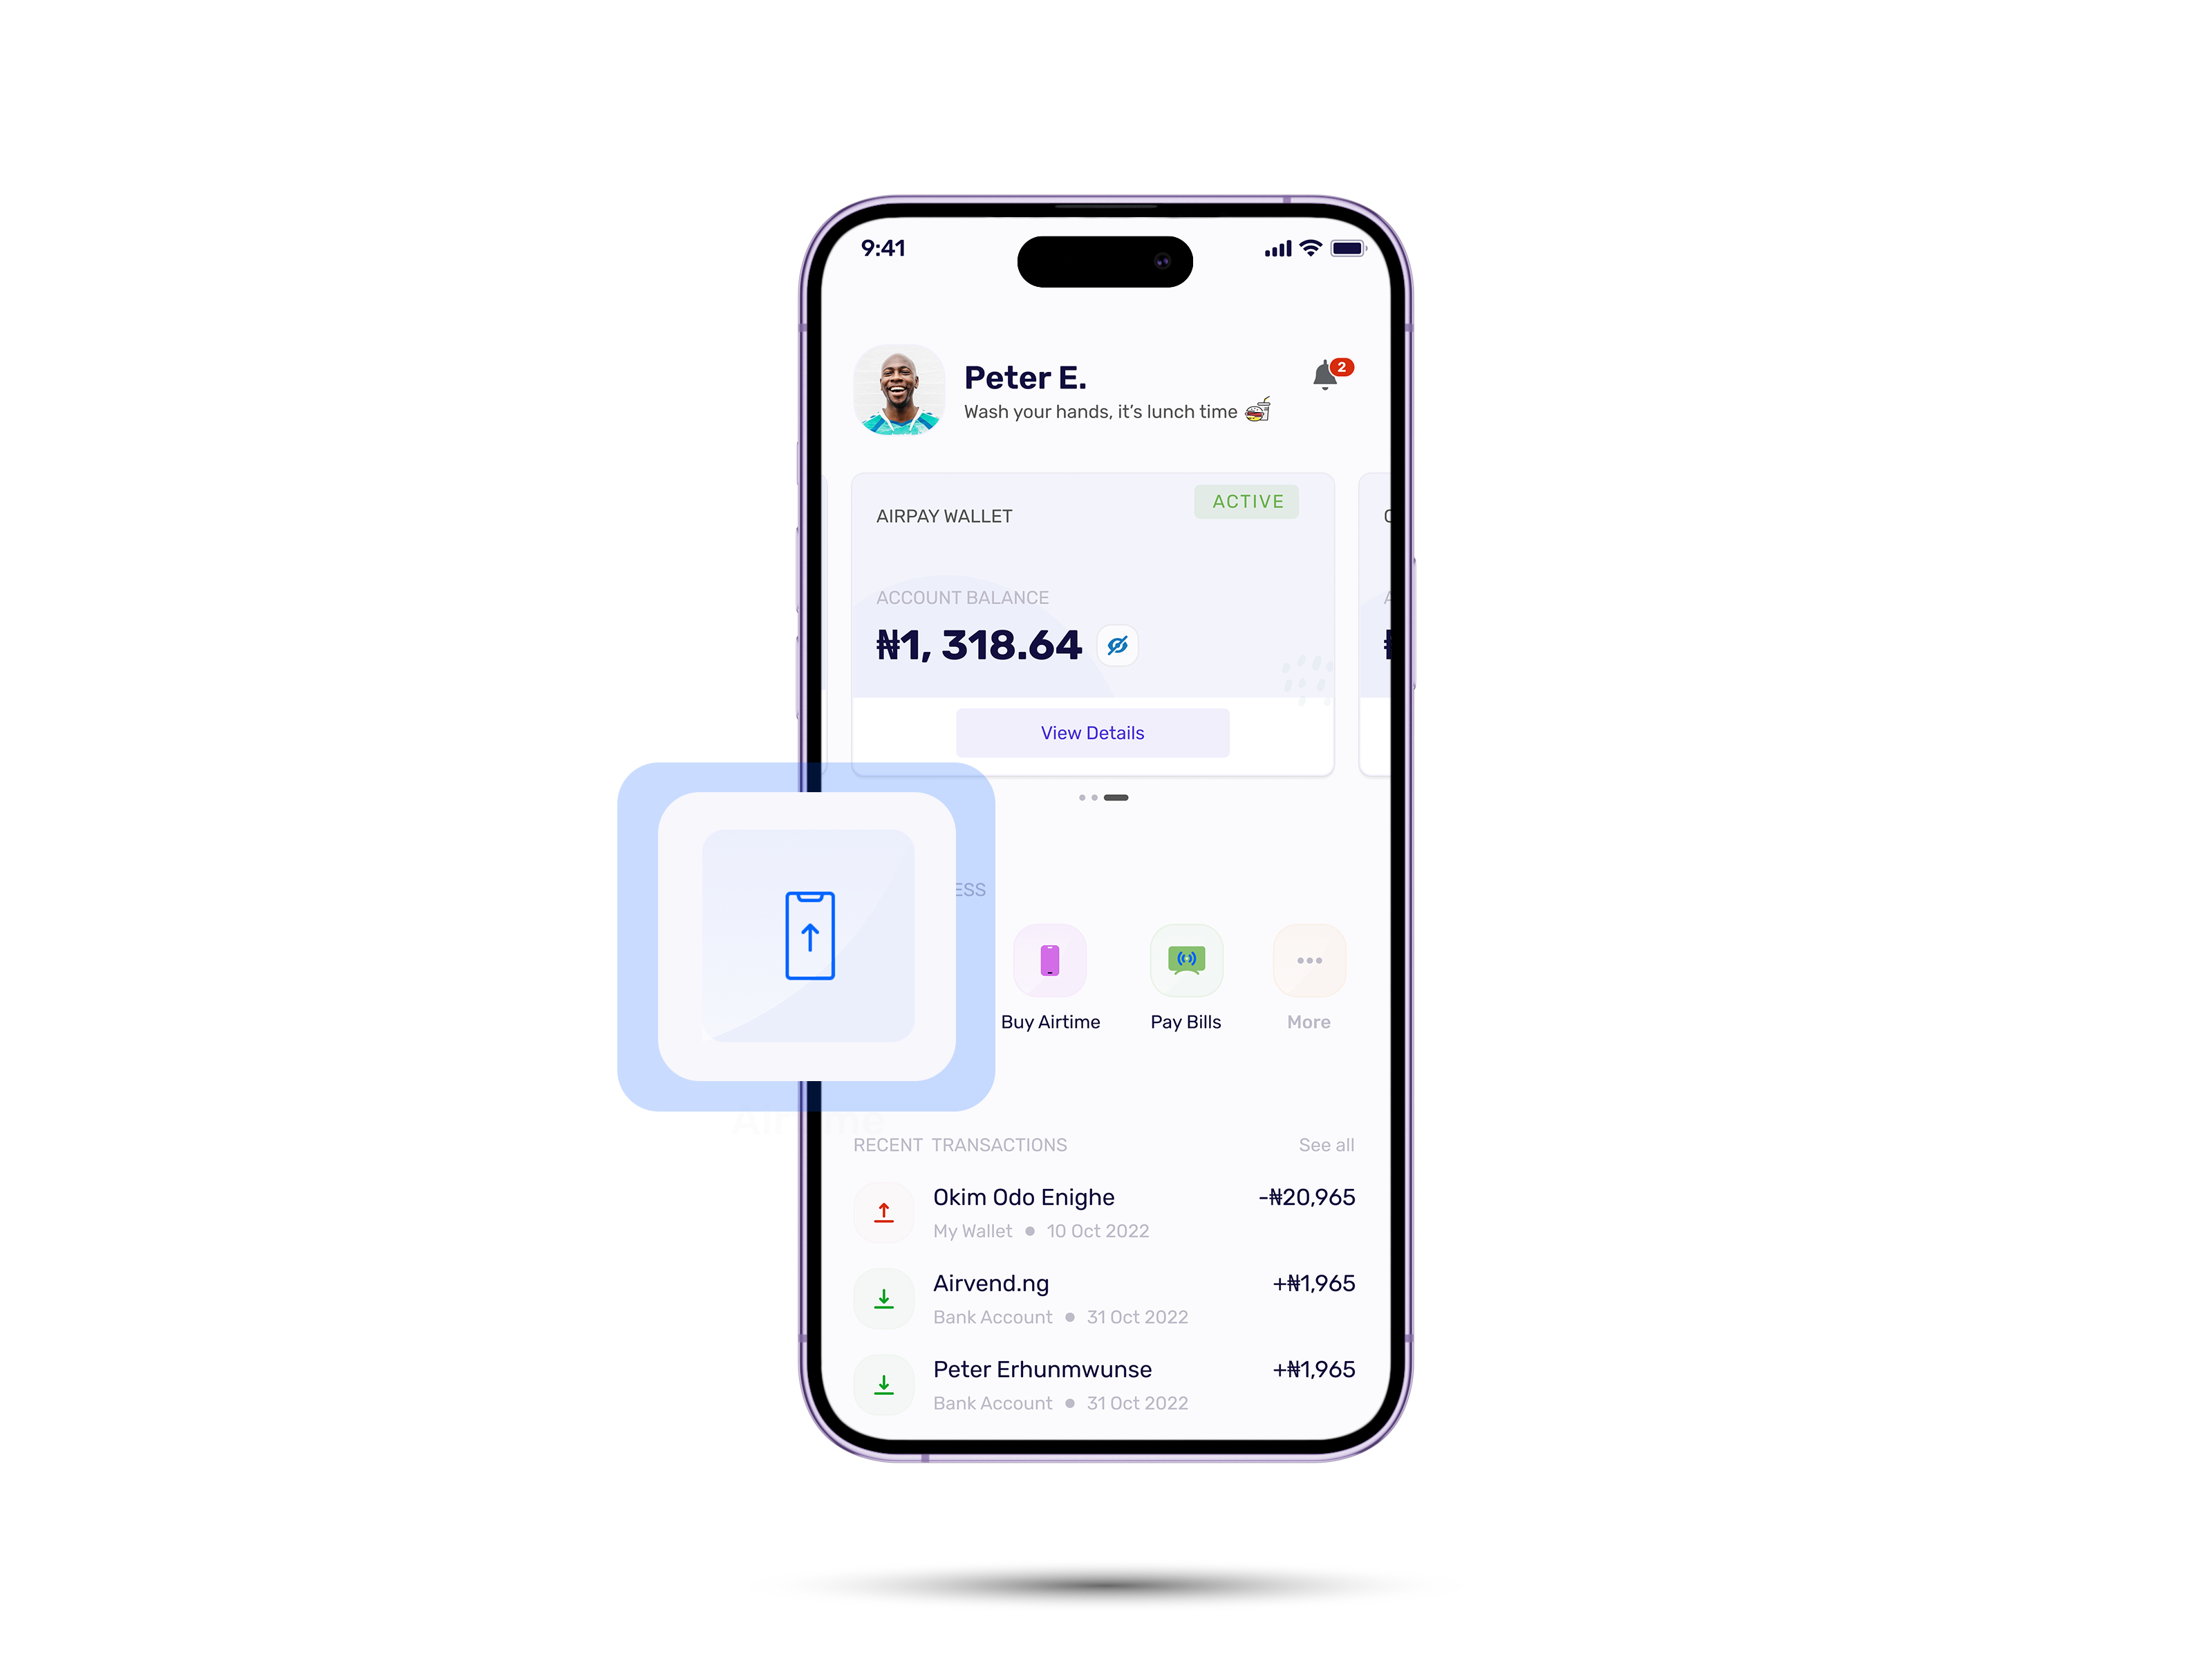 9:41
Peter E.
2
Wash your hands, it's lunch time
AIRPAY WALLET
ACTIVE
ACCOUNT BALANCE
₦1, 318.64
View Details
ESS
Buy Airtime
Pay Bills
More
RECENT TRANSACTIONS
See all
Okim Odo Enighe
-₦20,965
My Wallet ● 10 Oct 2022
Airvend.ng
+₦1,965
Bank Account ● 31 Oct 2022
Peter Erhunmwunse
+₦1,965
Bank Account ● 31 Oct 2022